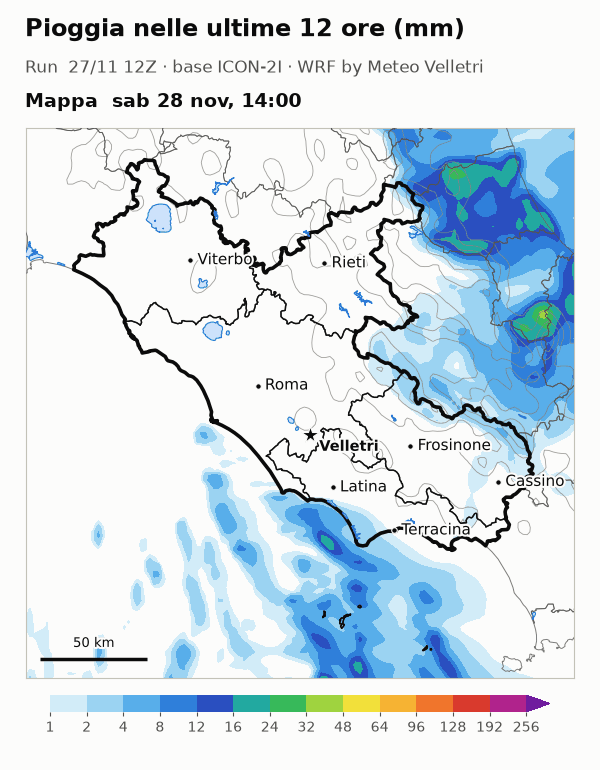 Pioggia nelle ultime 12 ore (mm)
Run 27/11 12Z · base ICON-2I · WRF by Meteo Velletri
Mappa sab 28 nov, 14:00
Viterbo
Rieti
Roma
Velletri
Frosinone
Cassino
Latina
Terracina
50 km
1 2 4 8 12 16 24 32 48 64 96 128 192 256